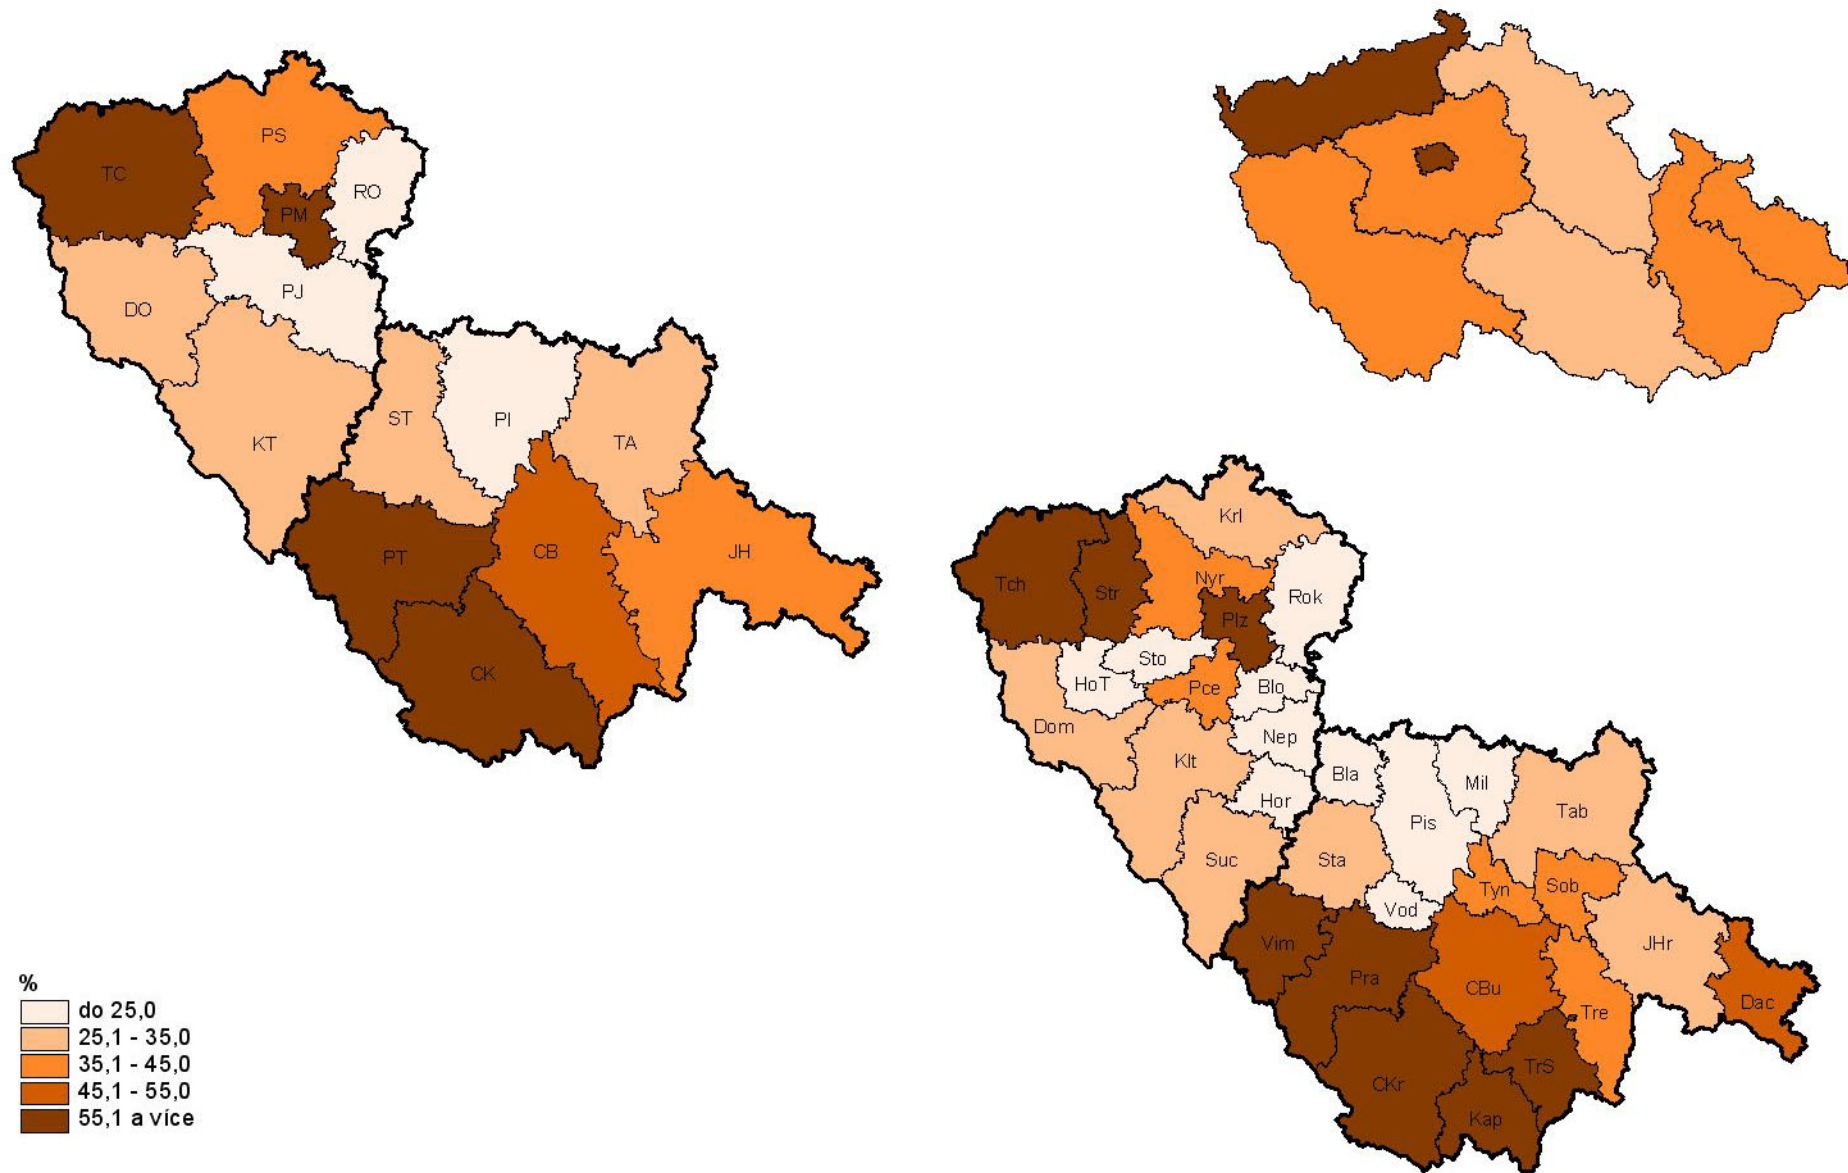 TC
PS
RO
PM
DO
PJ
KT
ST
PI
TA
PT
CB
JH
CK
Krl
Tch
Str
Nyr
Rok
Plz
Sto
HoT
Pce
Blo
Dom
Nep
Klt
Bla
Mil
Hor
Pis
Tab
Suc
Sta
Tyn
Sob
Vod
Vim
JHr
Pra
CBu
Dac
Tre
TrS
CKr
Kap
%
do 25,0
25,1 - 35,0
35,1 - 45,0
45,1 - 55,0
55,1 a více